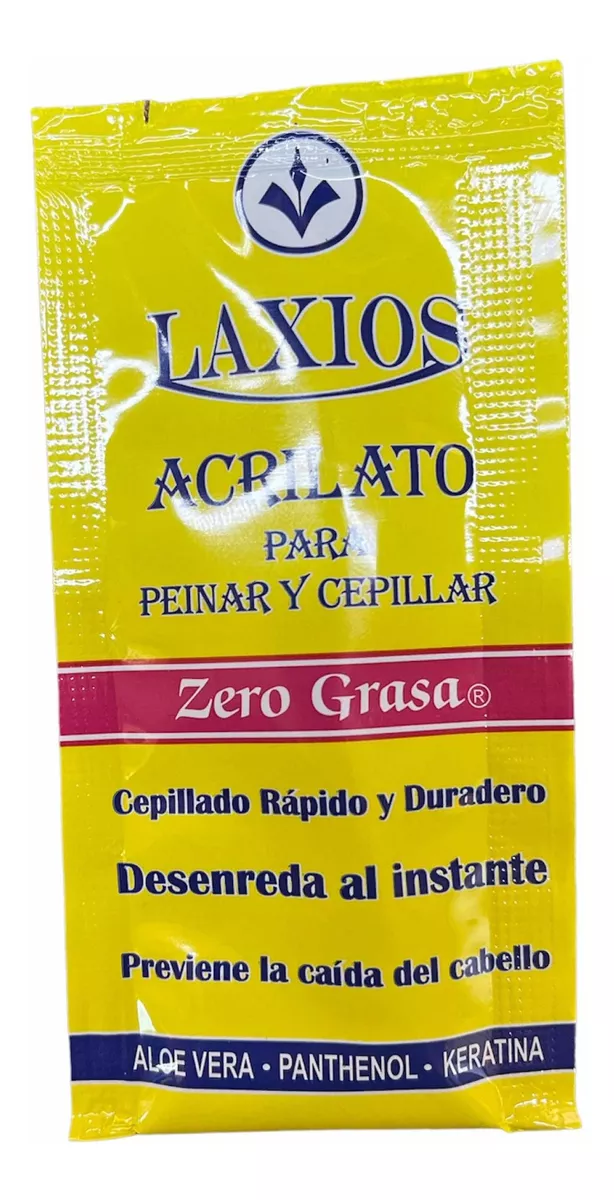 LAXIOS
ACRILATO
PARA
PEINAR Y CEPILLAR
Zero Grasa®
Cepillado Rápido y Duradero
Desenreda al instante
Previene la caída del cabello
ALOE VERA • PANTHENOL • KERATINA